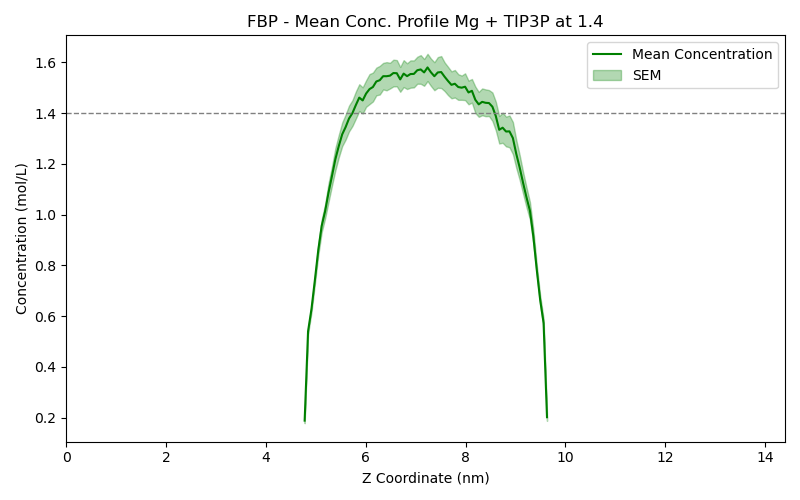 FBP - Mean Conc. Profile Mg + TIP3P at 1.4
Mean Concentration
SEM
Concentration (mol/L)
1.6
1.4
1.2
1.0
0.8
0.6
0.4
0.2
0 2 4 6 8 10 12 14
Z Coordinate (nm)